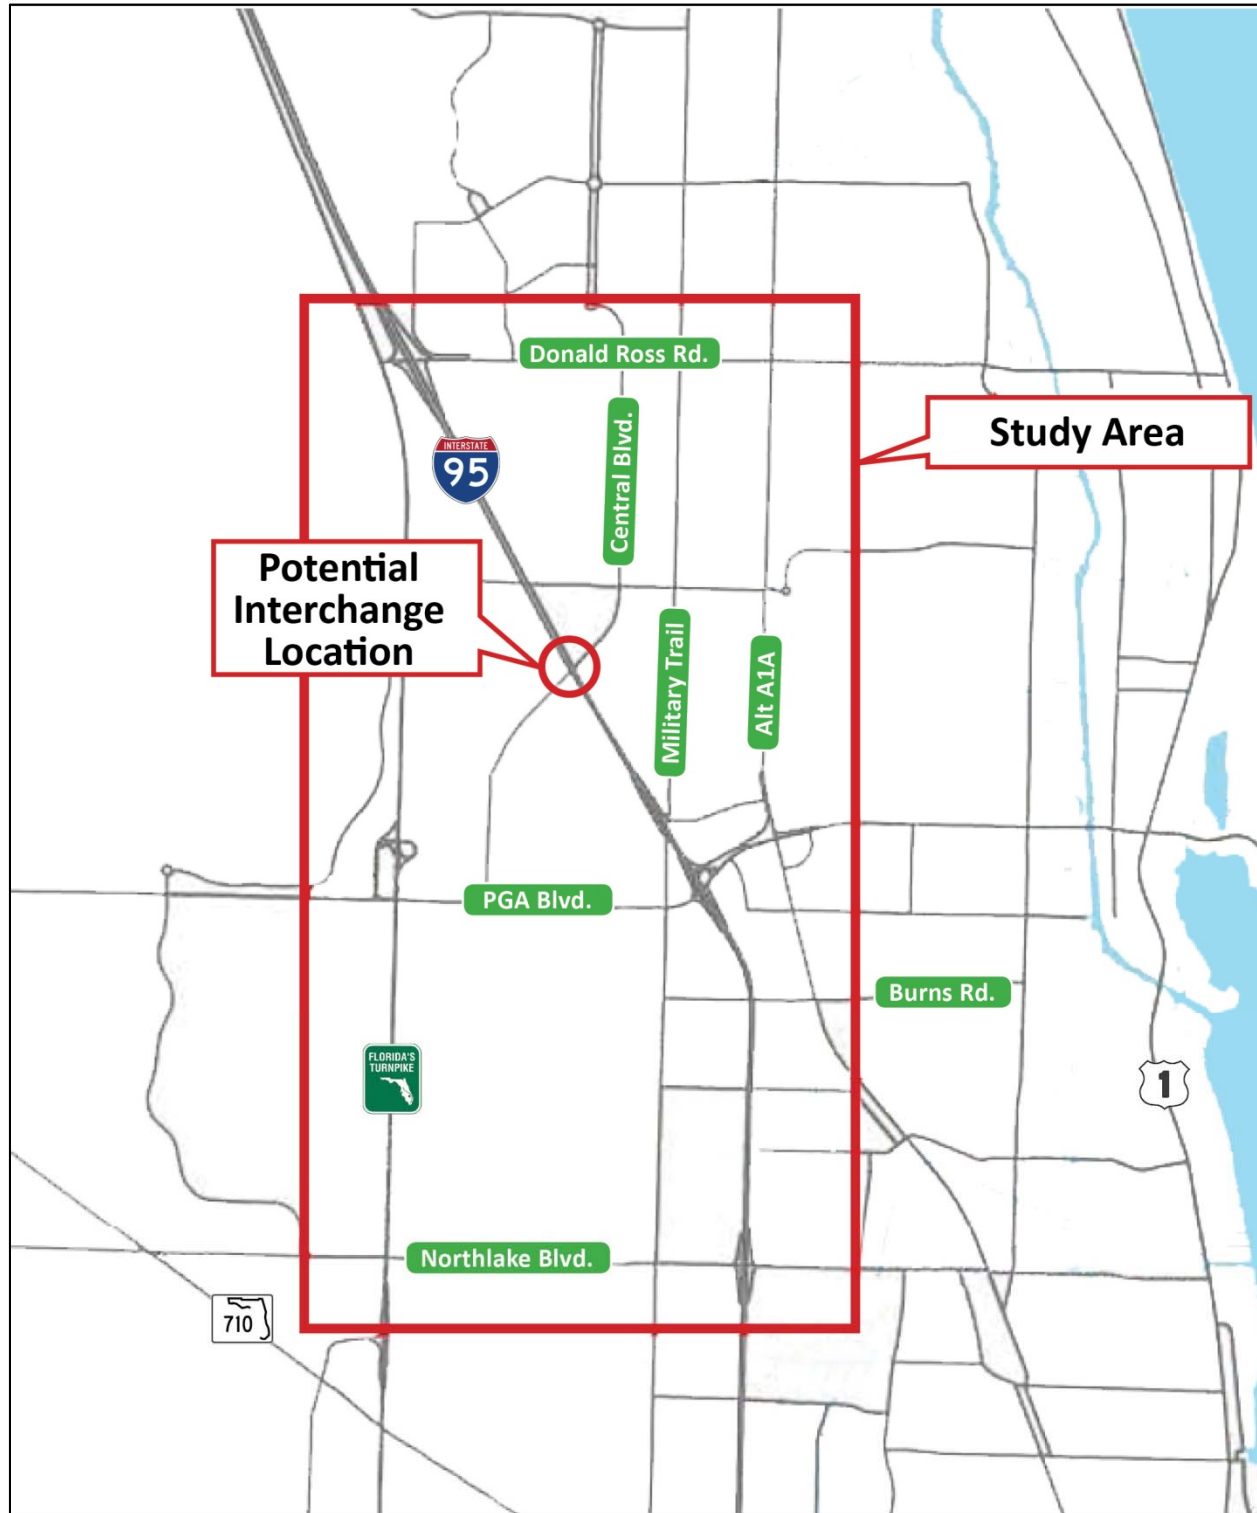 Donald Ross Rd.
Study Area
INTERSTATE
95
Central Blvd.
Potential
Interchange
Location
Military Trail
Alt A1A
PGA Blvd.
Burns Rd.
FLORIDA'S
TURNPIKE
1
Northlake Blvd.
710